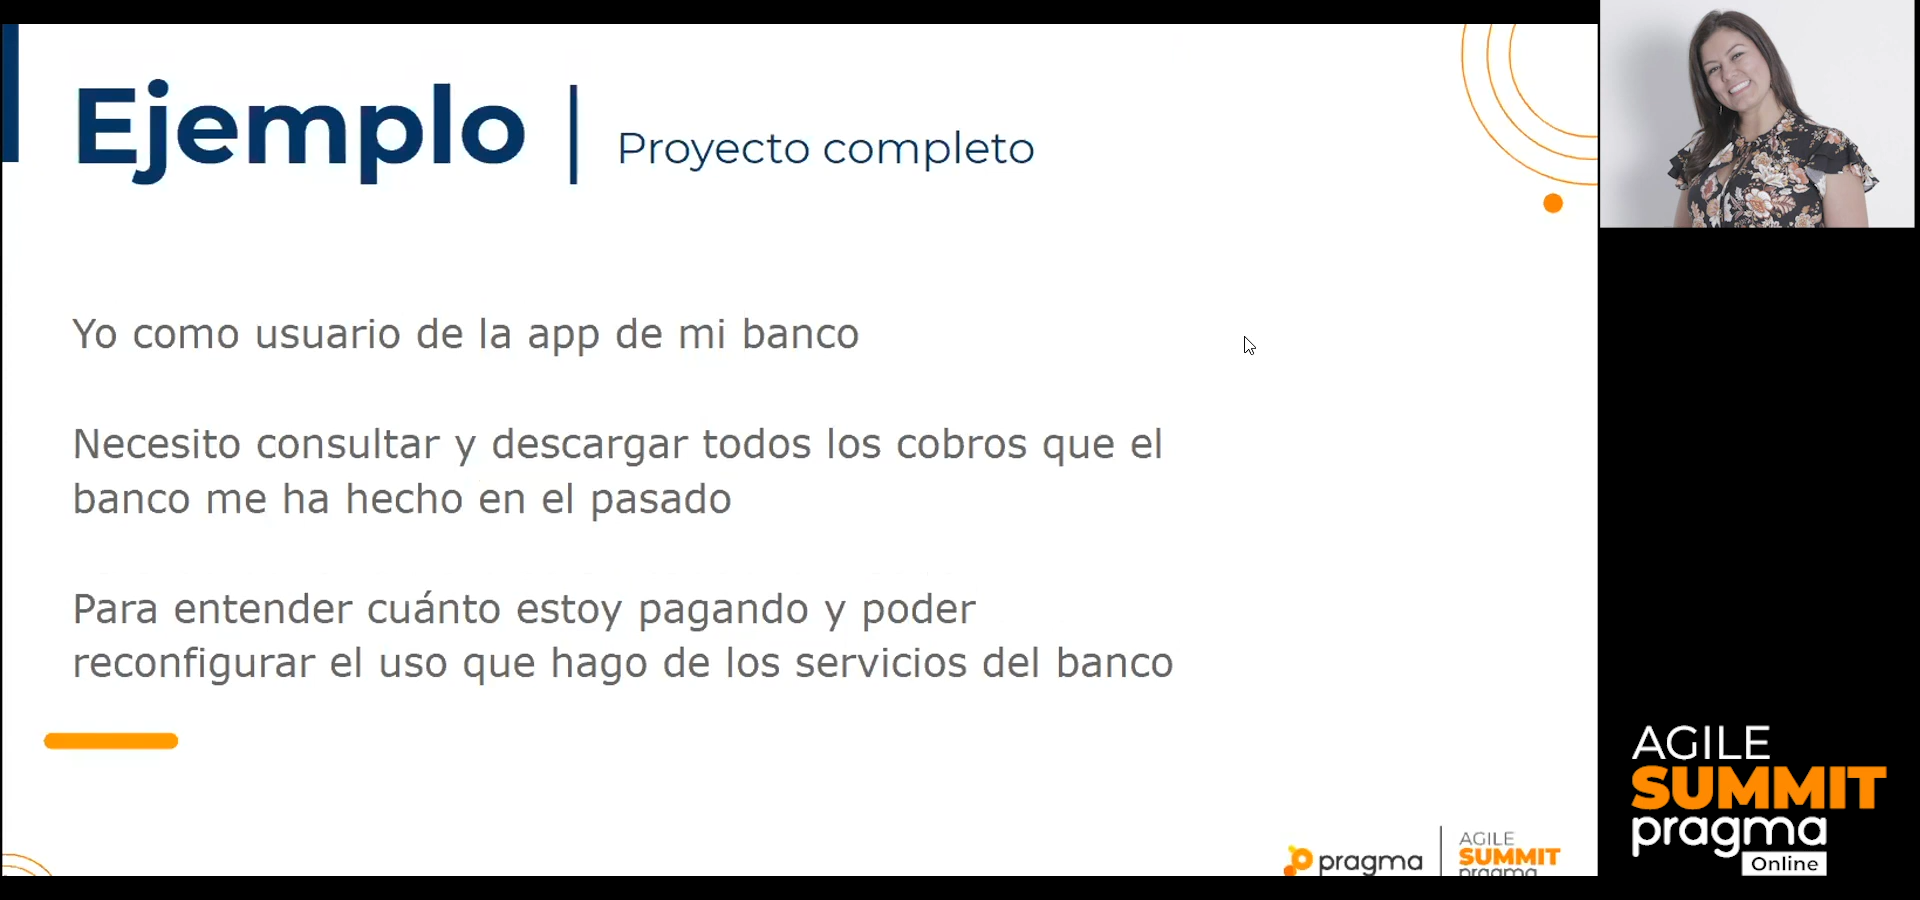 Ejemplo | Proyecto completo
Yo como usuario de la app de mi banco
Necesito consultar y descargar todos los cobros que el
banco me ha hecho en el pasado
Para entender cuánto estoy pagando y poder
reconfigurar el uso que hago de los servicios del banco
pragma
AGILE
SUMMIT
pragma
AGILE
SUMMIT
pragma
Online